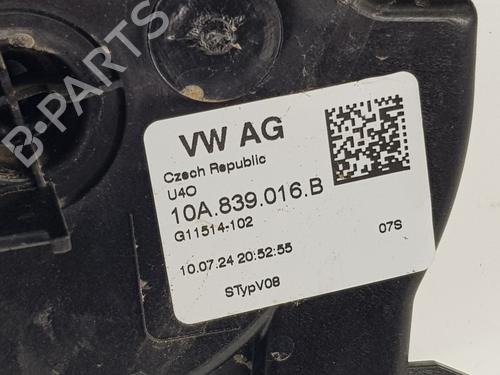 B-PARTS
VW AG
Czech Republic
U4O
10A.839.016.B
G11514-102
07S
10.07.24 20:52:55
STypV08